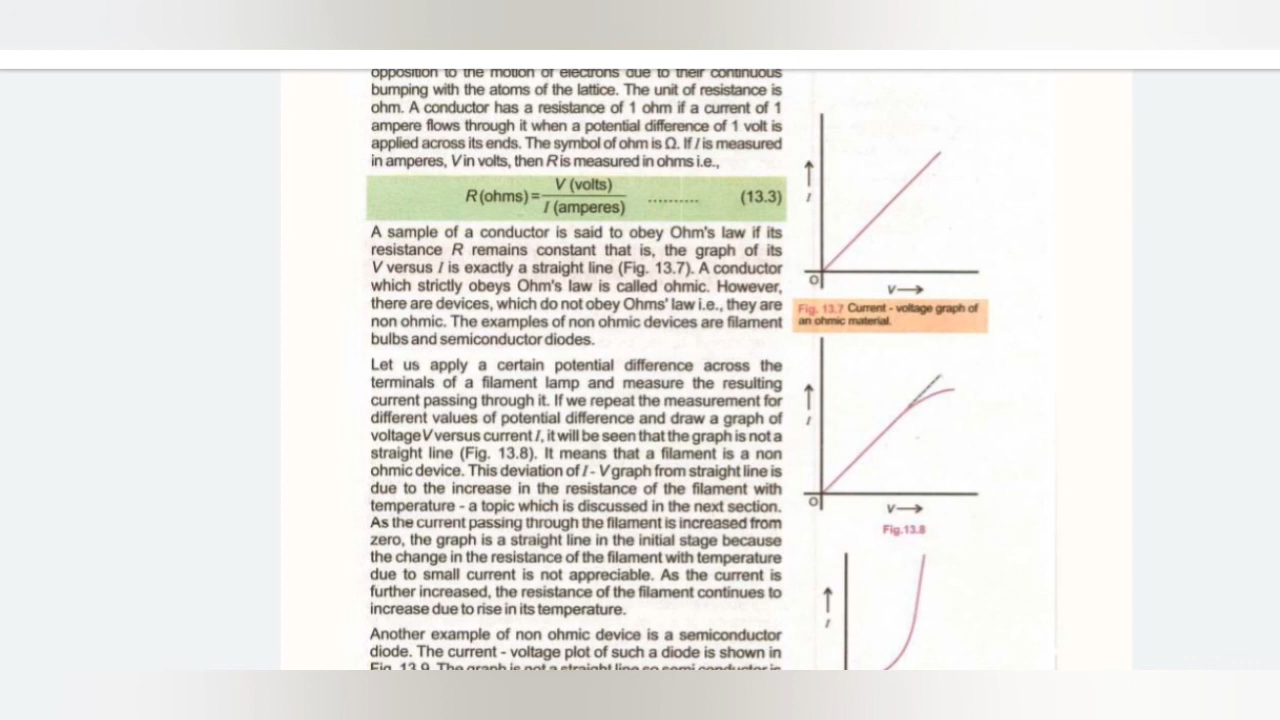 opposition to the motion of electrons due to their continuous
bumping with the atoms of the lattice. The unit of resistance is
ohm. A conductor has a resistance of 1 ohm if a current of 1
ampere flows through it when a potential difference of 1 volt is
applied across its ends. The symbol of ohm is Ω. If I is measured
in amperes, V in volts, then R is measured in ohms i.e.,
R (ohms) = V (volts) / I (amperes) .......... (13.3)
A sample of a conductor is said to obey Ohm's law if its
resistance R remains constant that is, the graph of its
V versus I is exactly a straight line (Fig. 13.7). A conductor
which strictly obeys Ohm's law is called ohmic. However,
there are devices, which do not obey Ohms' law i.e., they are
non ohmic. The examples of non ohmic devices are filament
bulbs and semiconductor diodes.
Let us apply a certain potential difference across the
terminals of a filament lamp and measure the resulting
current passing through it. If we repeat the measurement for
different values of potential difference and draw a graph of
voltage V versus current I, it will be seen that the graph is not a
straight line (Fig. 13.8). It means that a filament is a non
ohmic device. This deviation of I - V graph from straight line is
due to the increase in the resistance of the filament with
temperature - a topic which is discussed in the next section.
As the current passing through the filament is increased from
zero, the graph is a straight line in the initial stage because
the change in the resistance of the filament with temperature
due to small current is not appreciable. As the current is
further increased, the resistance of the filament continues to
increase due to rise in its temperature.
Another example of non ohmic device is a semiconductor
diode. The current - voltage plot of such a diode is shown in
Fig. 13.9. The graph is not a straight line so semi conductor is
I
O
V
Fig. 13.7 Current - voltage graph of
an ohmic material.
I
O
V
Fig.13.8
I